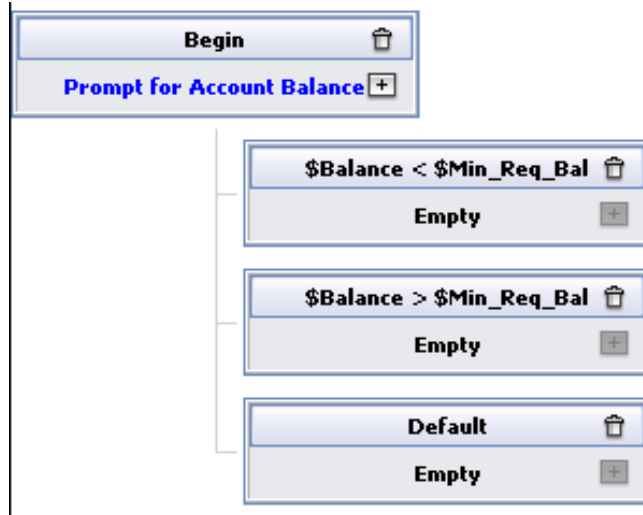 Begin
Prompt for Account Balance
$Balance < $Min_Req_Bal
Empty
$Balance > $Min_Req_Bal
Empty
Default
Empty